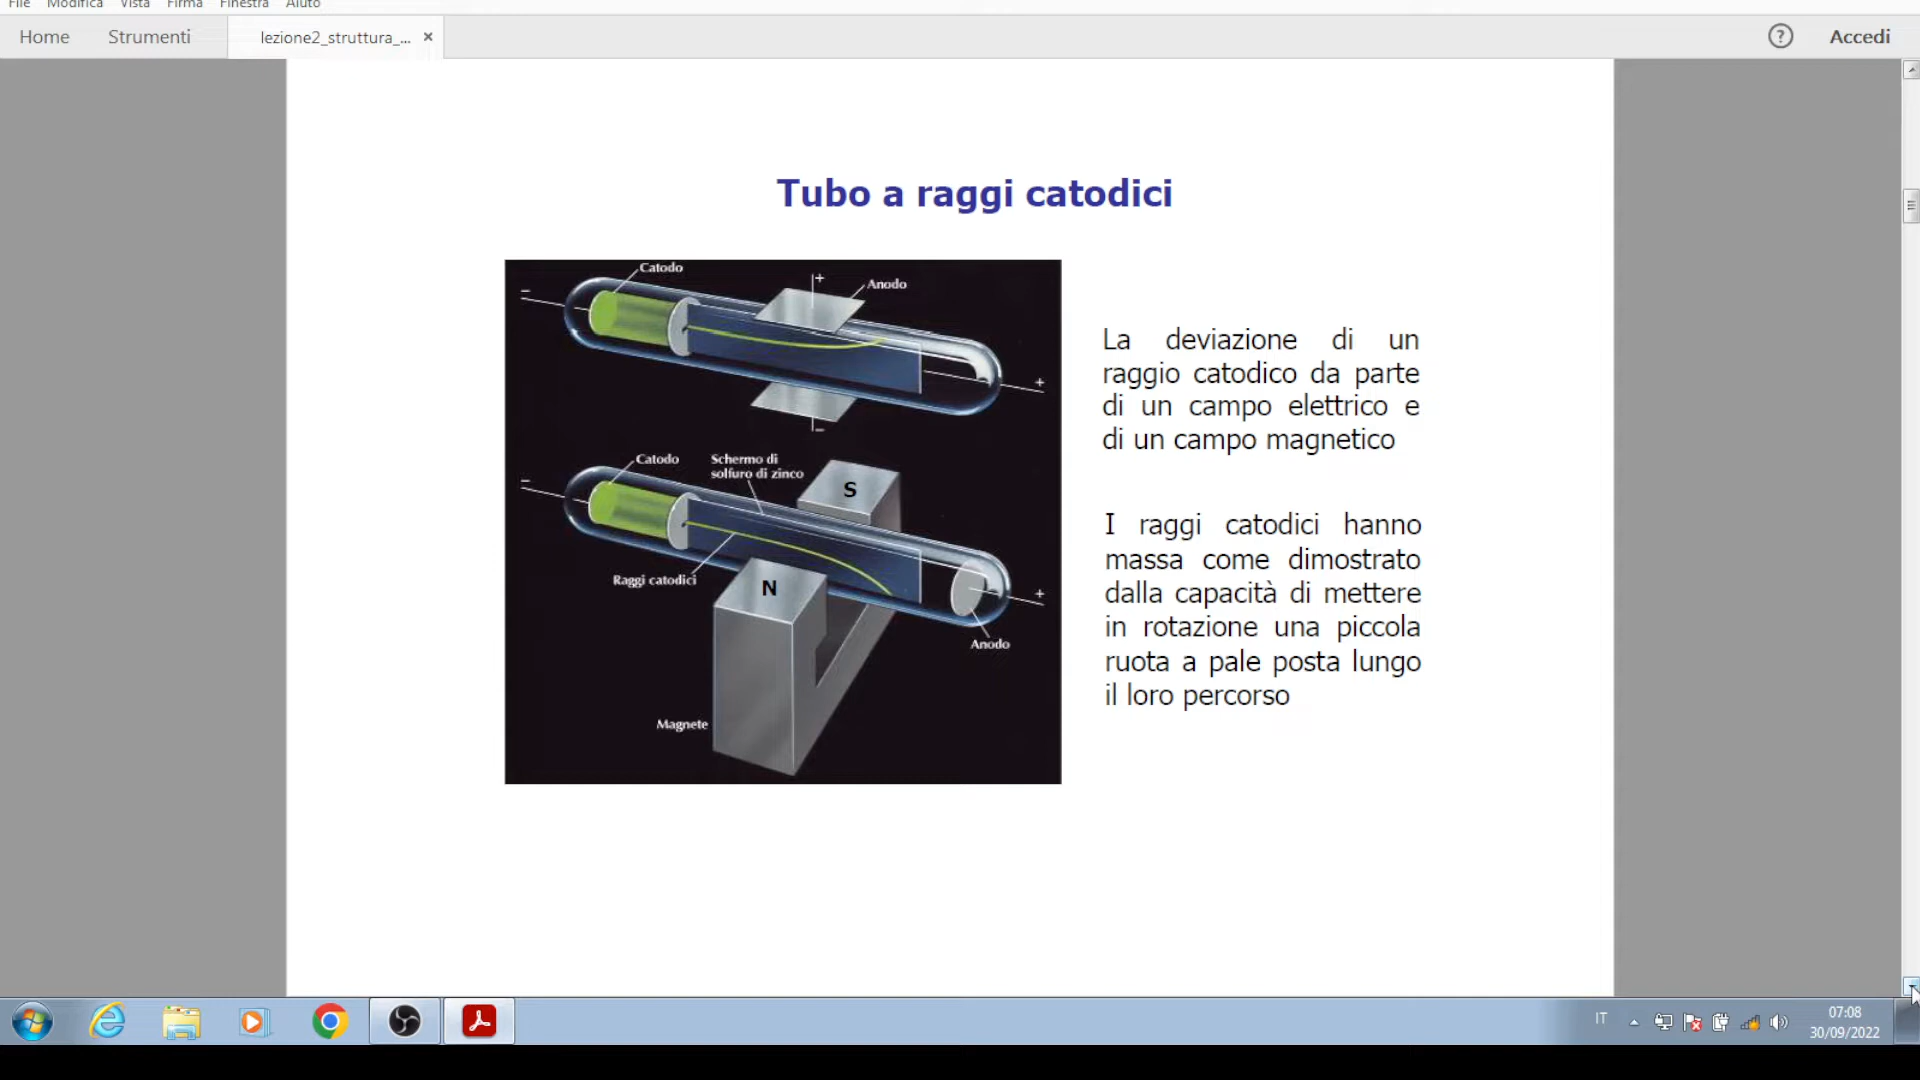 File Modifica Vista Firma Finestra Aiuto
Home Strumenti lezione2_struttura_... × ? Accedi
Tubo a raggi catodici
Catodo
+
Anodo
−
+
−
La deviazione di un
raggio catodico da parte
di un campo elettrico e
di un campo magnetico
Catodo
Schermo di
solfuro di zinco
−
S
Raggi catodici
N
+
Anodo
Magnete
I raggi catodici hanno
massa come dimostrato
dalla capacità di mettere
in rotazione una piccola
ruota a pale posta lungo
il loro percorso
IT
07:08
30/09/2022